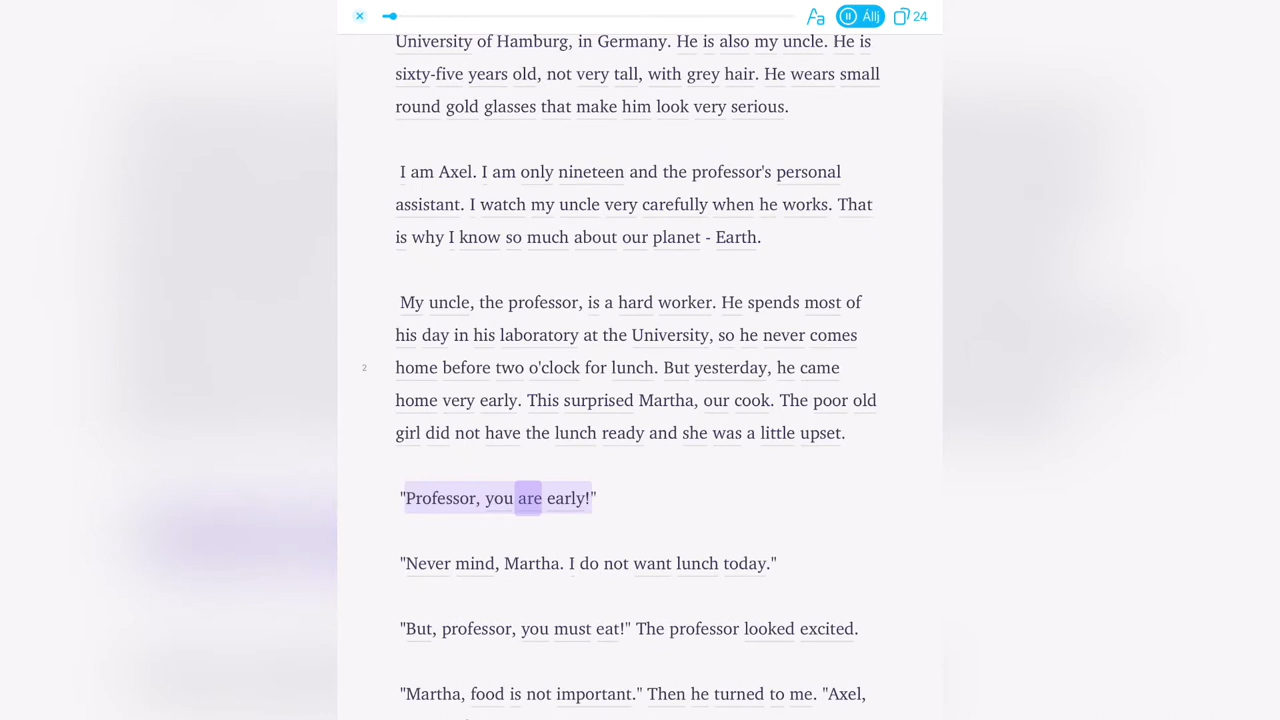 Állj
24
University of Hamburg, in Germany. He is also my uncle. He is
sixty-five years old, not very tall, with grey hair. He wears small
round gold glasses that make him look very serious.
I am Axel. I am only nineteen and the professor's personal
assistant. I watch my uncle very carefully when he works. That
is why I know so much about our planet - Earth.
My uncle, the professor, is a hard worker. He spends most of
his day in his laboratory at the University, so he never comes
2
home before two o'clock for lunch. But yesterday, he came
home very early. This surprised Martha, our cook. The poor old
girl did not have the lunch ready and she was a little upset.
"Professor, you are early!"
"Never mind, Martha. I do not want lunch today."
"But, professor, you must eat!" The professor looked excited.
"Martha, food is not important." Then he turned to me. "Axel,